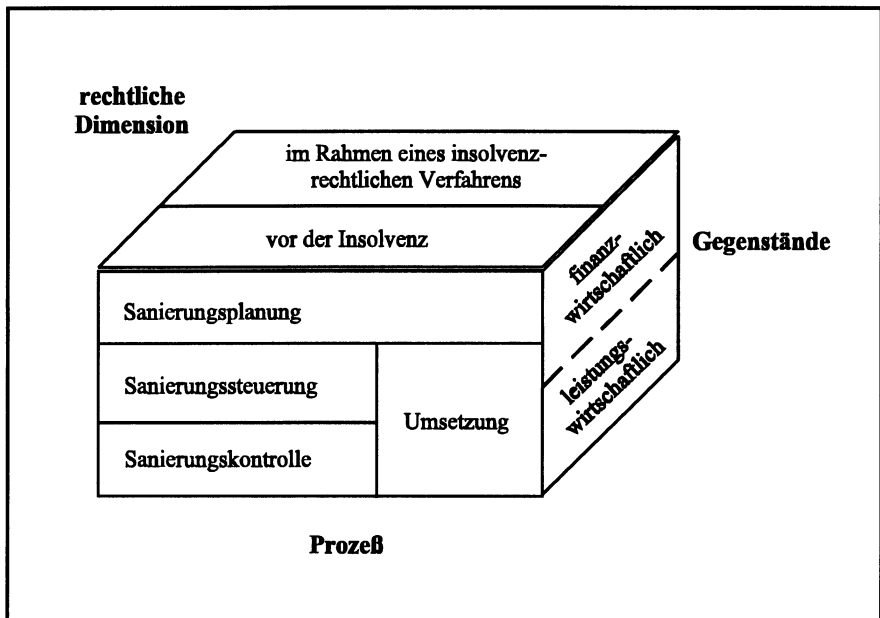 rechtliche
Dimension
im Rahmen eines insolvenz-
rechtlichen Verfahrens
vor der Insolvenz
finanz-
wirtschaftlich
Gegenstände
Sanierungsplanung
Sanierungssteuerung
leistungs-
wirtschaftlich
Umsetzung
Sanierungskontrolle
Prozeß